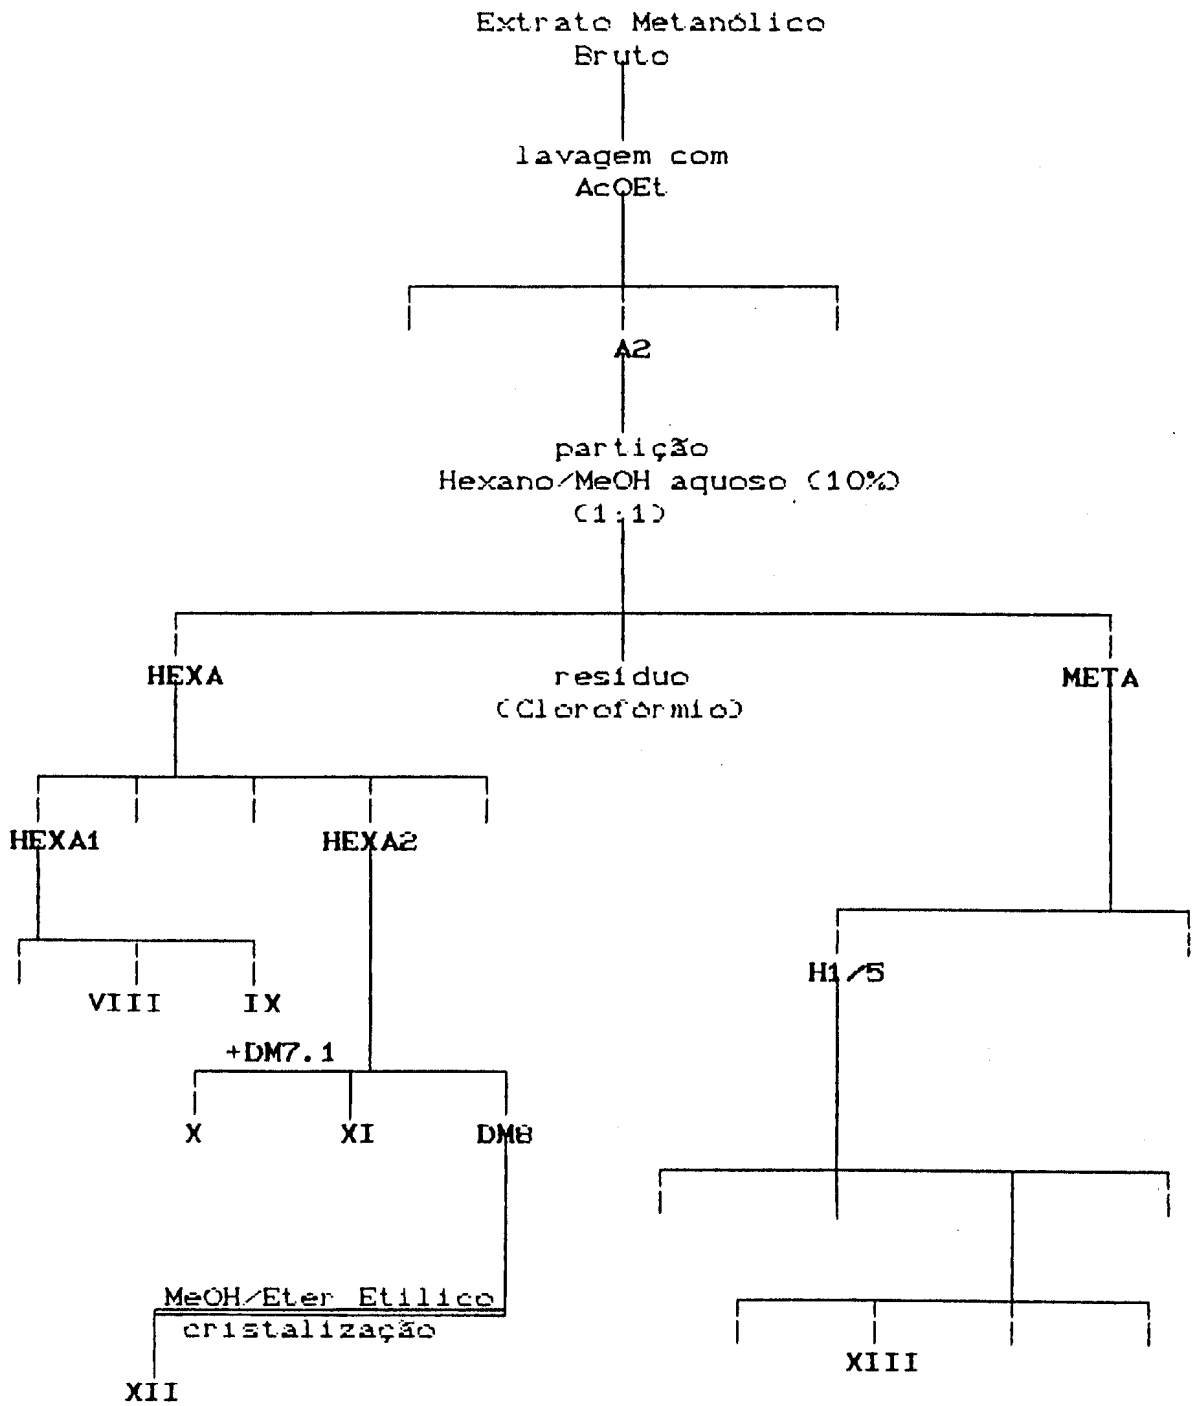 Extrato Metanólico
Bruto
lavagem com
AcOEt
A2
partição
Hexano/MeOH aquoso (10%)
(1:1)
HEXA
resíduo
META
(Clorofórmio)
HEXA1
HEXA2
H1/5
VIII
IX
+DM7.1
X
XI
DM8
MeOH/Eter Etilico
cristalização
XIII
XII